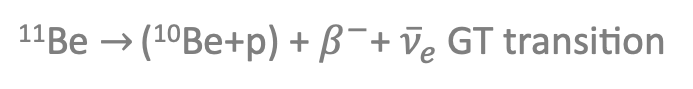 ¹¹Be → (¹⁰Be+p) + β⁻ + ν̄ₑ GT transition